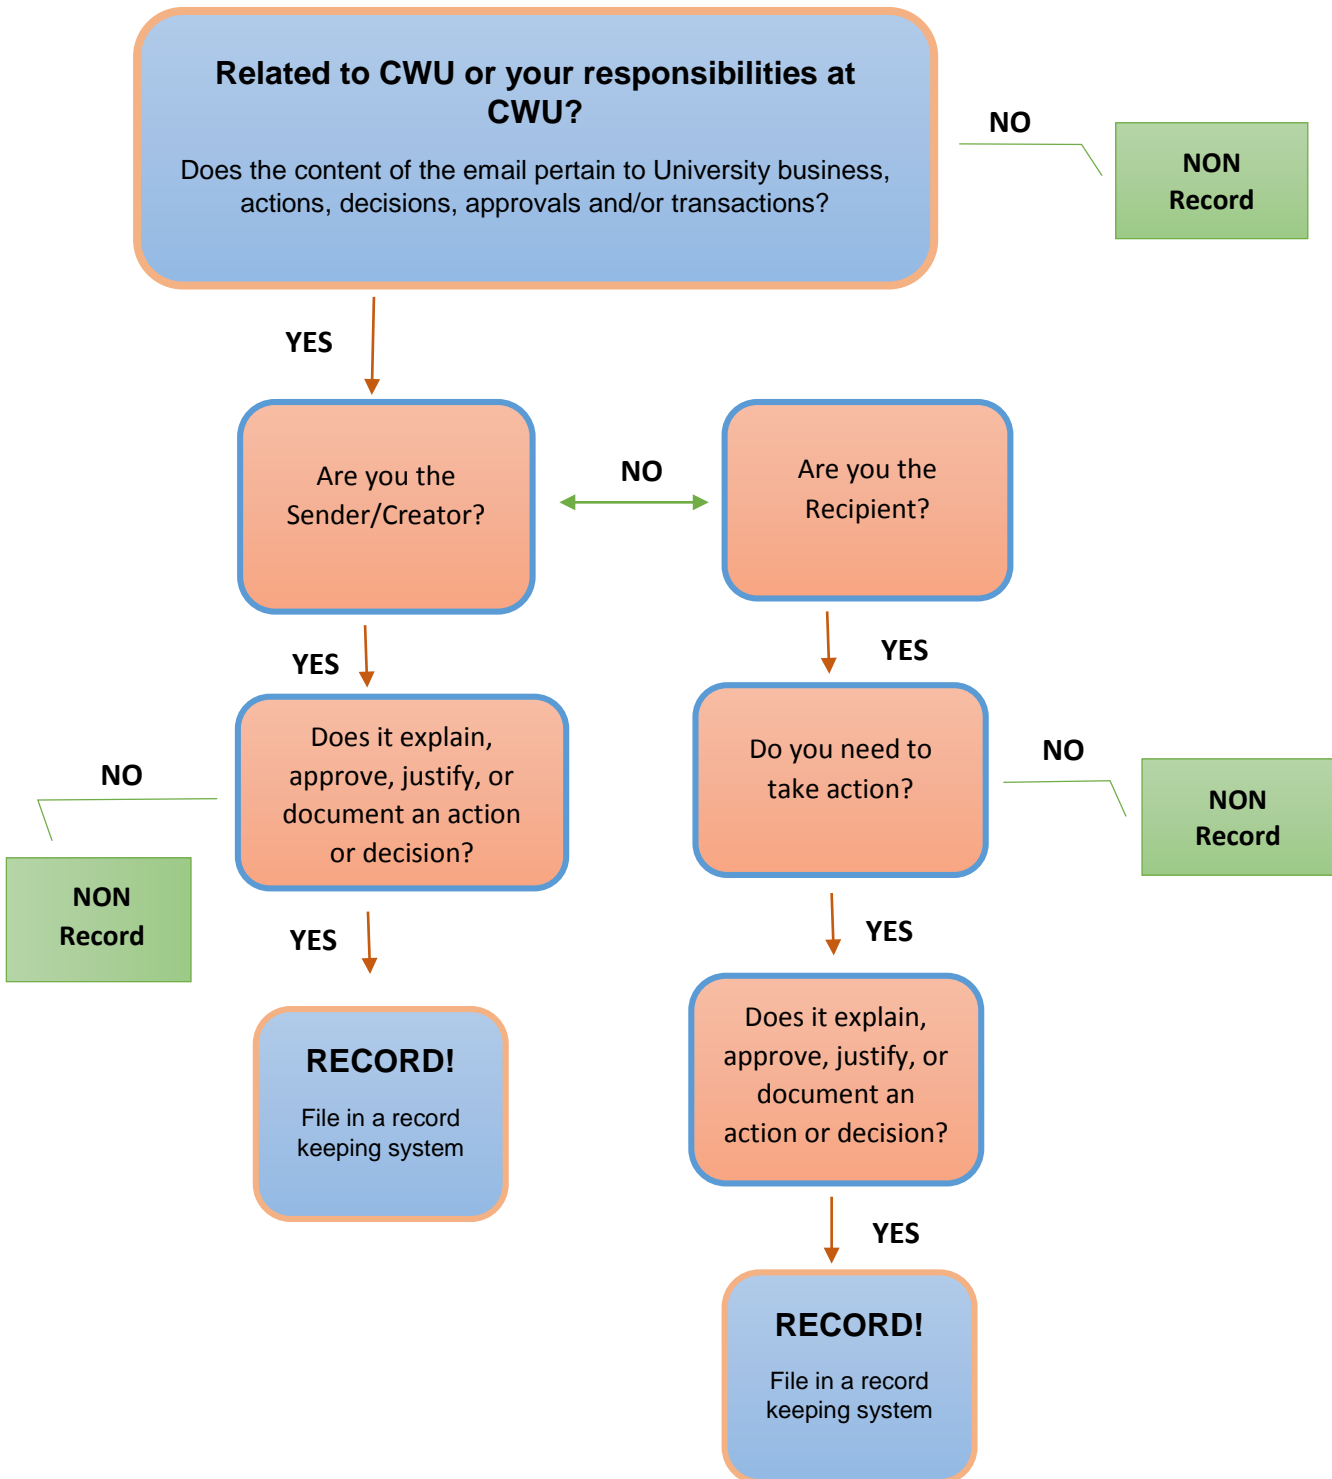 Related to CWU or your responsibilities at
CWU?
Does the content of the email pertain to University business,
actions, decisions, approvals and/or transactions?
NO
NON
Record
YES
Are you the
Sender/Creator?
NO
Are you the
Recipient?
YES
YES
Does it explain,
approve, justify, or
document an action
or decision?
NO
NON
Record
Do you need to
take action?
NO
NON
Record
YES
YES
RECORD!
File in a record
keeping system
Does it explain,
approve, justify, or
document an
action or decision?
YES
RECORD!
File in a record
keeping system